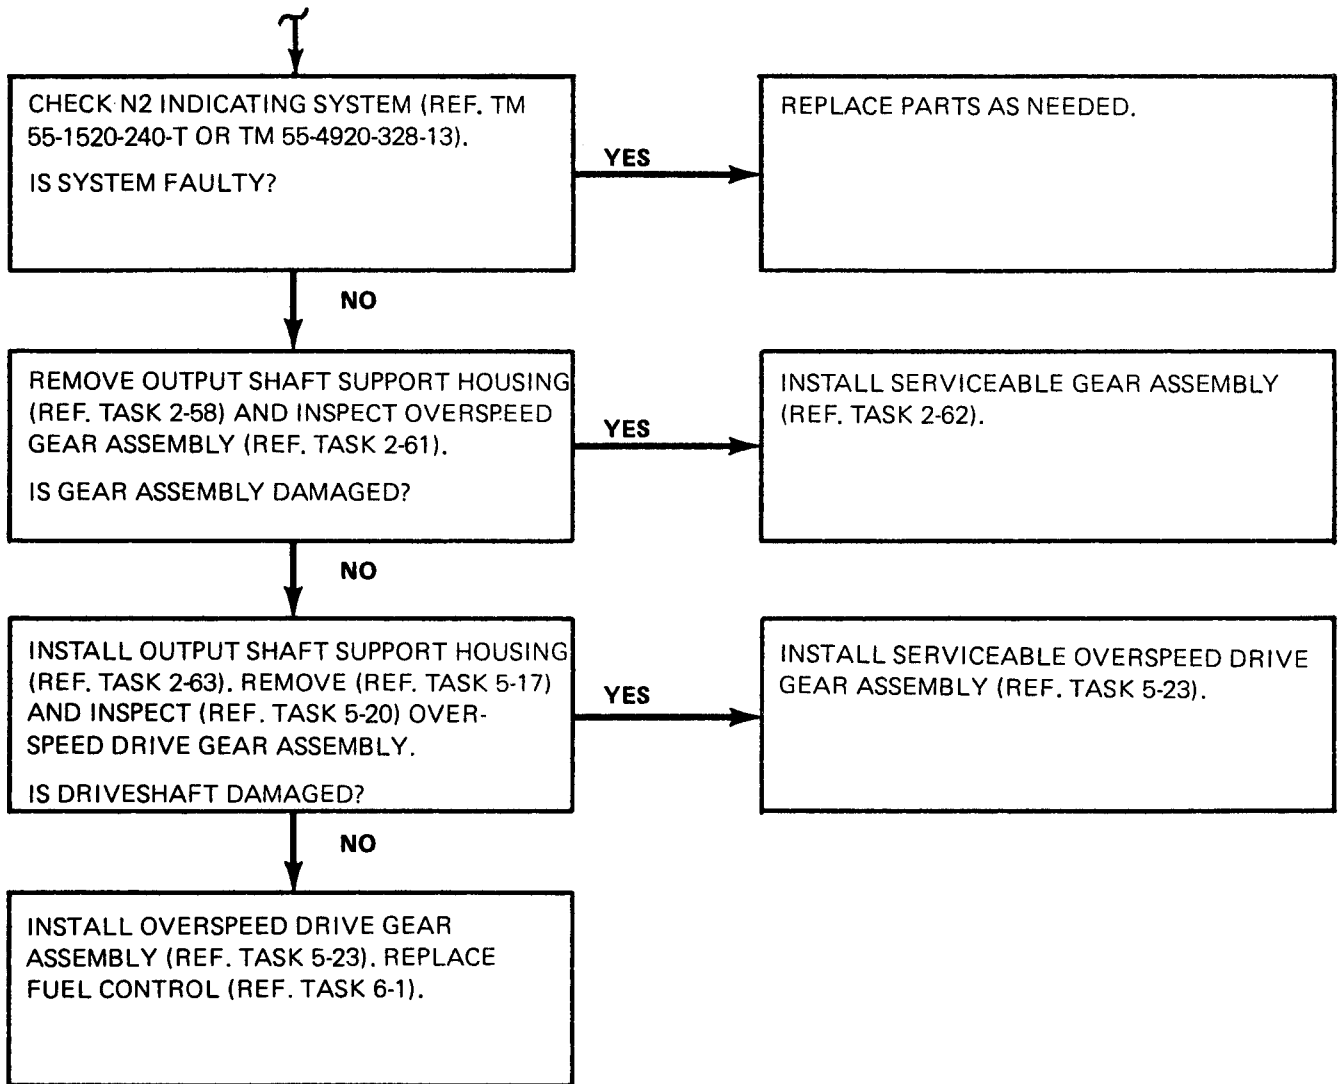 CHECK N2 INDICATING SYSTEM (REF. TM
55-1520-240-T OR TM 55-4920-328-13).
IS SYSTEM FAULTY?
YES
REPLACE PARTS AS NEEDED.
NO
REMOVE OUTPUT SHAFT SUPPORT HOUSING
(REF. TASK 2-58) AND INSPECT OVERSPEED
GEAR ASSEMBLY (REF. TASK 2-61).
IS GEAR ASSEMBLY DAMAGED?
YES
INSTALL SERVICEABLE GEAR ASSEMBLY
(REF. TASK 2-62).
NO
INSTALL OUTPUT SHAFT SUPPORT HOUSING
(REF. TASK 2-63). REMOVE (REF. TASK 5-17)
AND INSPECT (REF. TASK 5-20) OVER-
SPEED DRIVE GEAR ASSEMBLY.
IS DRIVESHAFT DAMAGED?
YES
INSTALL SERVICEABLE OVERSPEED DRIVE
GEAR ASSEMBLY (REF. TASK 5-23).
NO
INSTALL OVERSPEED DRIVE GEAR
ASSEMBLY (REF. TASK 5-23). REPLACE
FUEL CONTROL (REF. TASK 6-1).